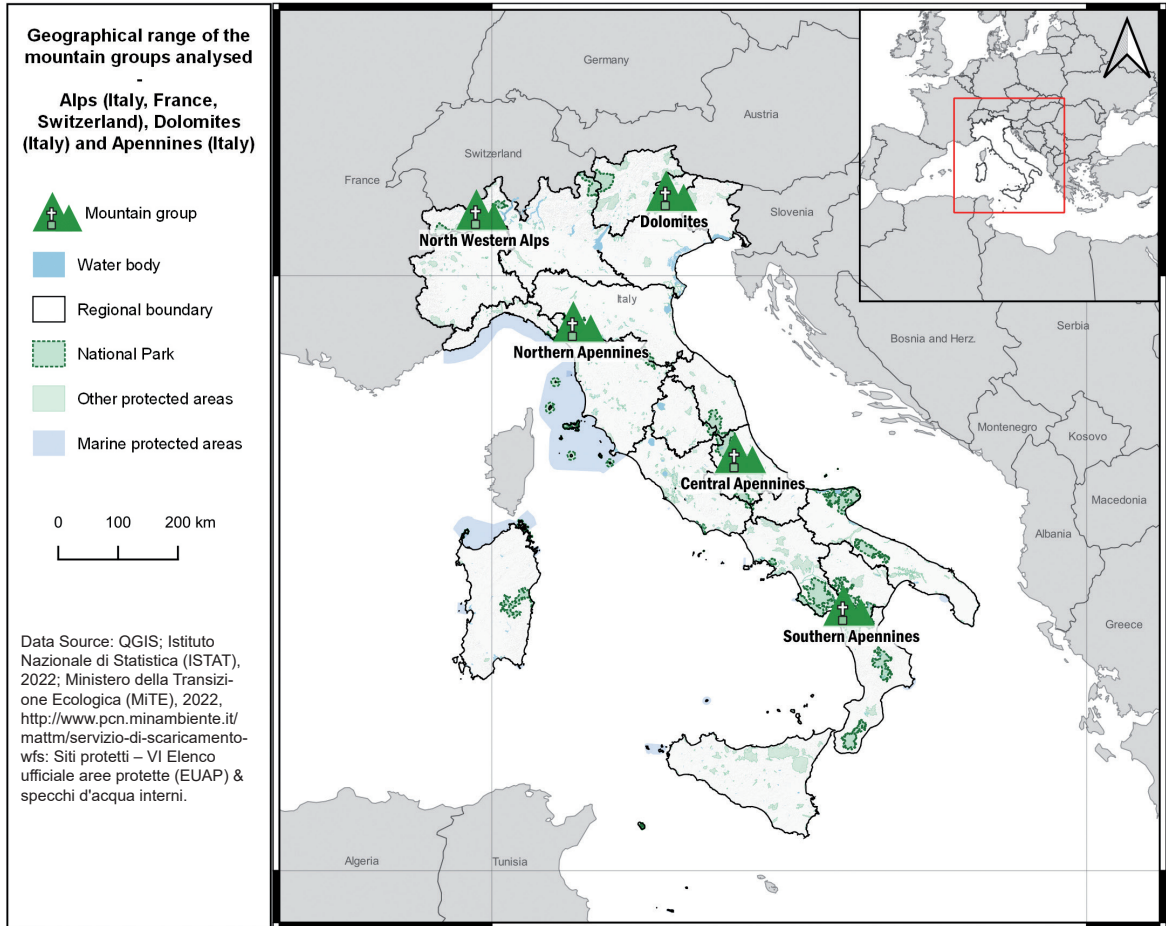 Geographical range of the
mountain groups analysed
-
Alps (Italy, France,
Switzerland), Dolomites
(Italy) and Apennines (Italy)
Mountain group
Water body
Regional boundary
National Park
Other protected areas
Marine protected areas
0 100 200 km
Data Source: QGIS; Istituto
Nazionale di Statistica (ISTAT),
2022; Ministero della Transizi-
one Ecologica (MiTE), 2022,
http://www.pcn.minambiente.it/
mattm/servizio-di-scaricamento-
wfs: Siti protetti – VI Elenco
ufficiale aree protette (EUAP) &
specchi d'acqua interni.
Germany
Austria
Switzerland
France
Slovenia
Dolomites
North Western Alps
Italy
Northern Apennines
Bosnia and Herz.
Serbia
Montenegro
Kosovo
Central Apennines
Macedonia
Albania
Greece
Southern Apennines
Algeria
Tunisia